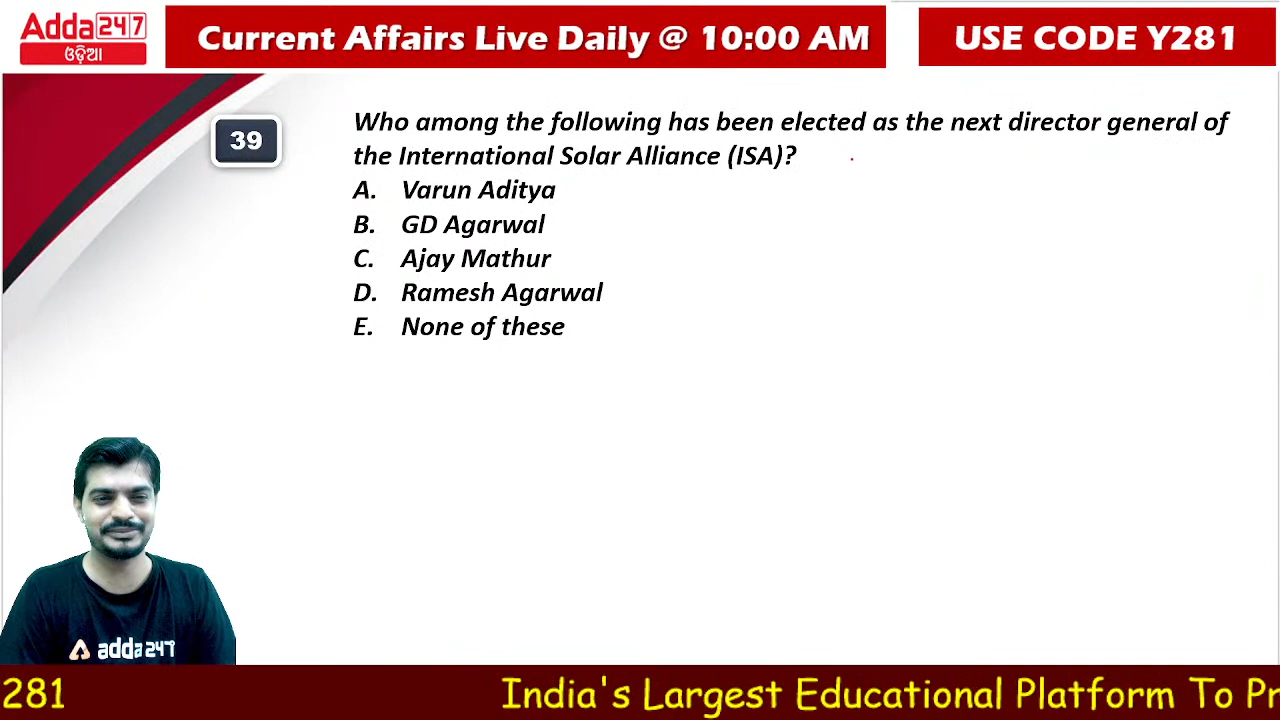 Adda247
ଓଡ଼ିଆ
Current Affairs Live Daily @ 10:00 AM
USE CODE Y281
39
Who among the following has been elected as the next director general of
the International Solar Alliance (ISA)?
A. Varun Aditya
B. GD Agarwal
C. Ajay Mathur
D. Ramesh Agarwal
E. None of these
adda247
281
India's Largest Educational Platform To Pr